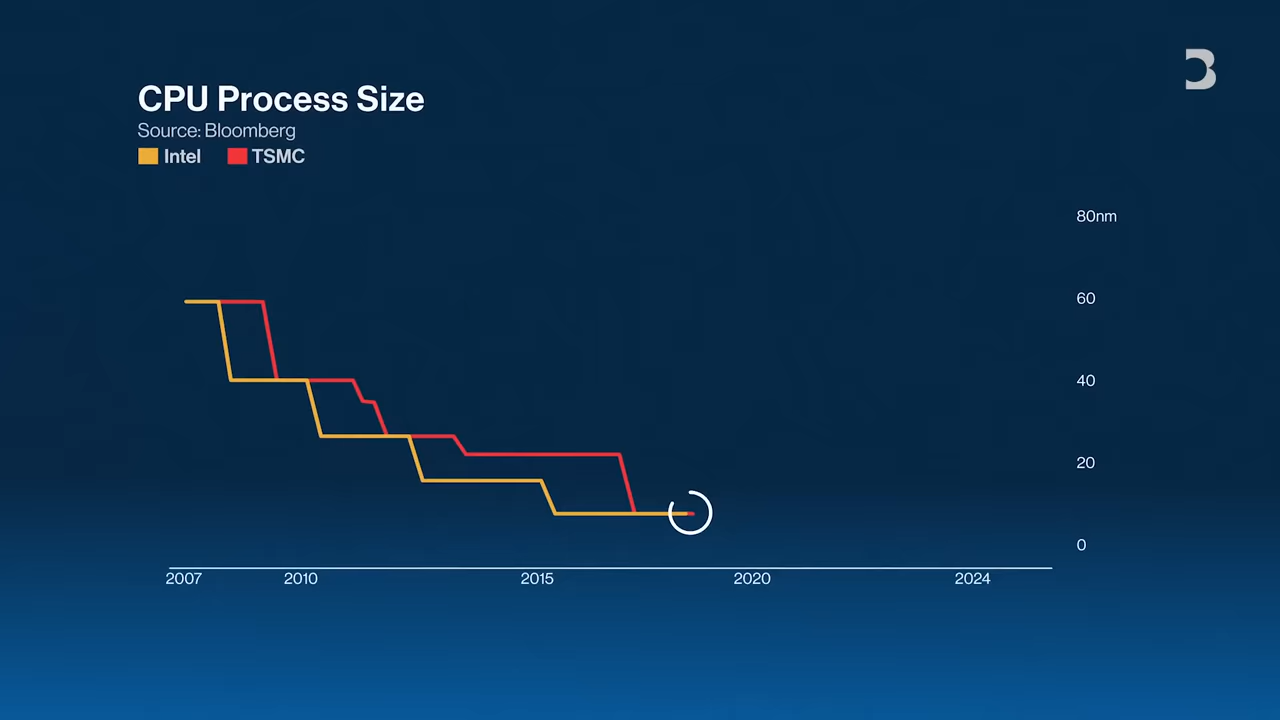 CPU Process Size
Source: Bloomberg
Intel TSMC
80nm
60
40
20
0
2007 2010 2015 2020 2024